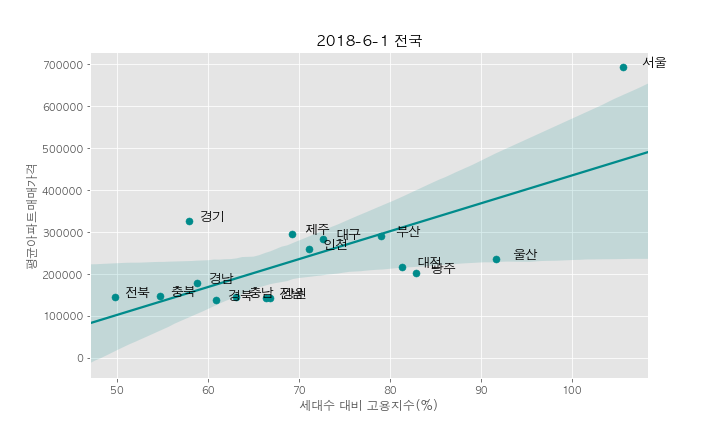 2018-6-1 전국
서울
700000
600000
500000
400000
300000
200000
100000
0
평균아파트매매가격
경기
제주
대구
인천
부산
울산
대전
광주
경남
전북
충북
경북
충남
50
60
70
80
90
100
세대수 대비 고용지수(%)